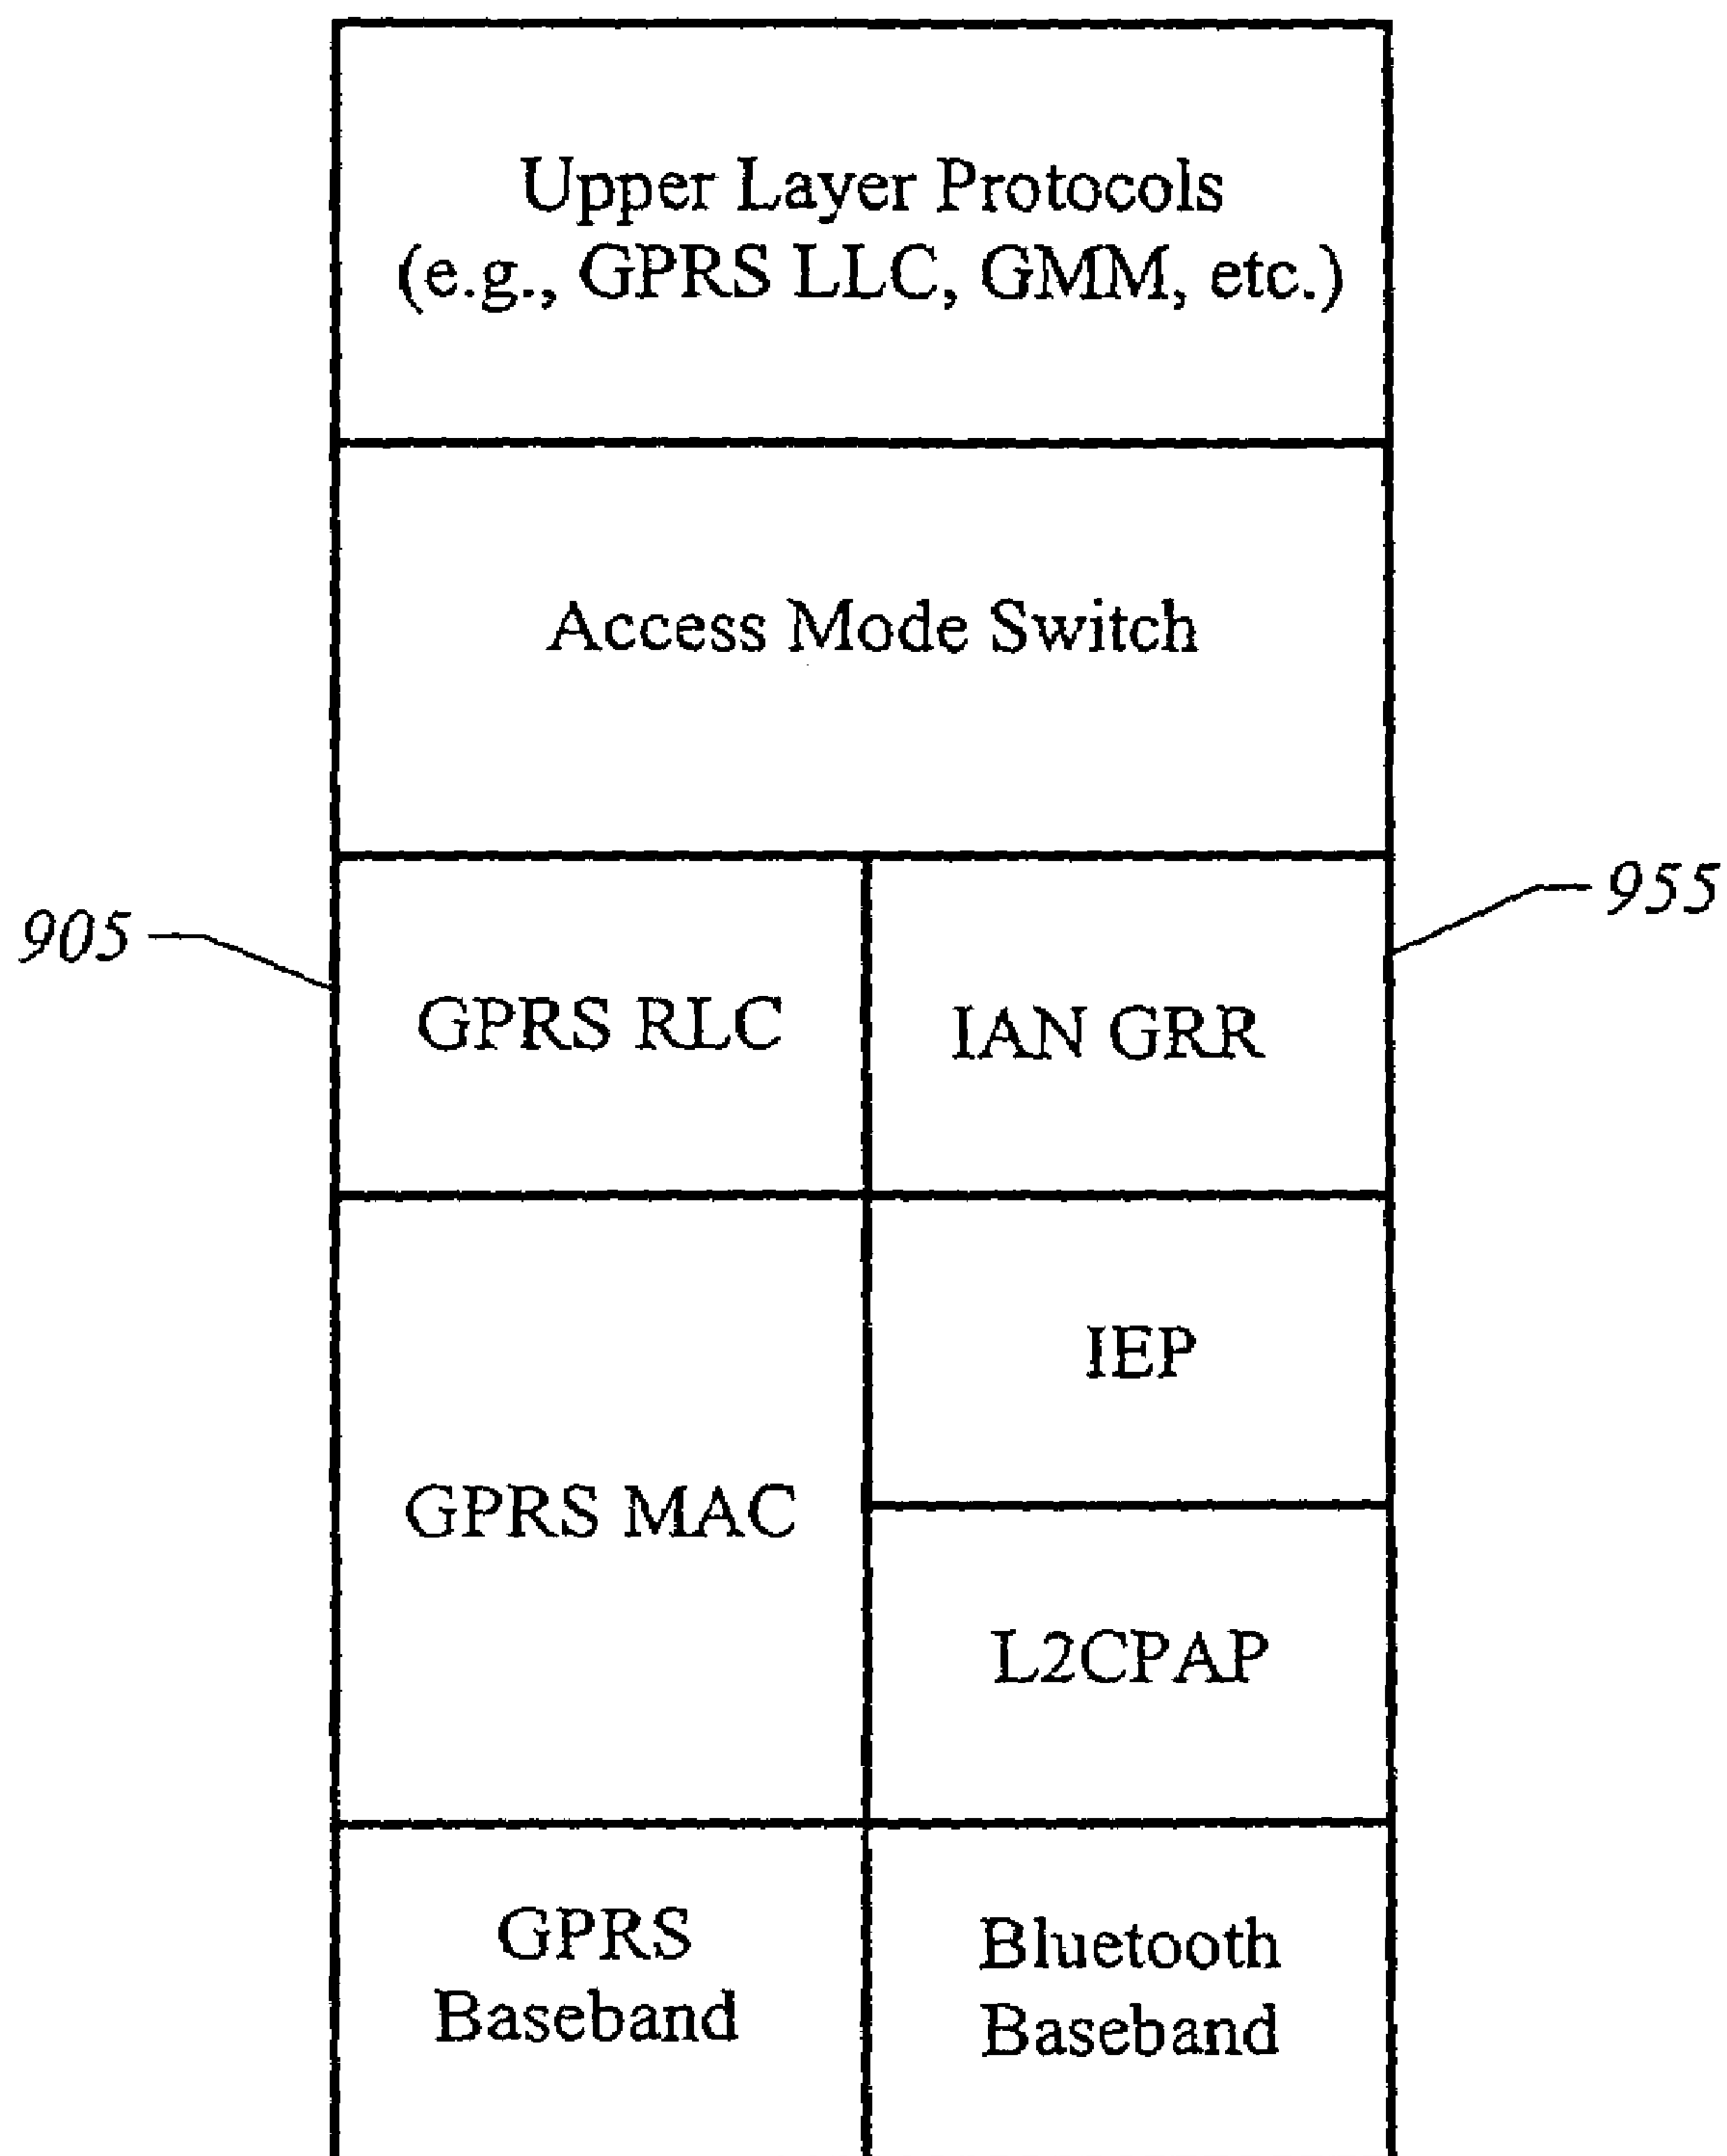 Upper Layer Protocols
(e.g., GPRS LLC, GMM, etc.)
Access Mode Switch
905
955
GPRS RLC
IAN GRR
IEP
GPRS MAC
L2CPAP
GPRS
Baseband
Bluetooth
Baseband